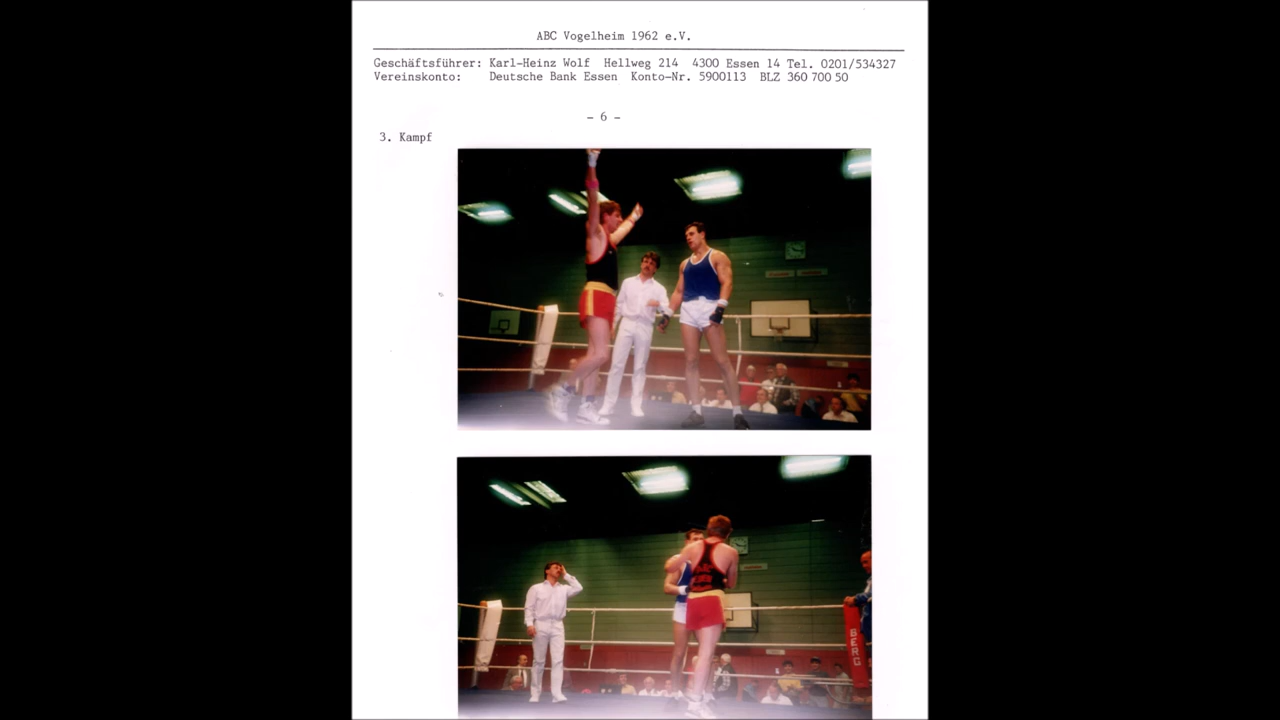 ABC Vogelheim 1962 e.V.
Geschäftsführer: Karl-Heinz Wolf Hellweg 214 4300 Essen 14 Tel. 0201/534327
Vereinskonto: Deutsche Bank Essen Konto-Nr. 5900113 BLZ 360 700 50
- 6 -
3. Kampf
BERG